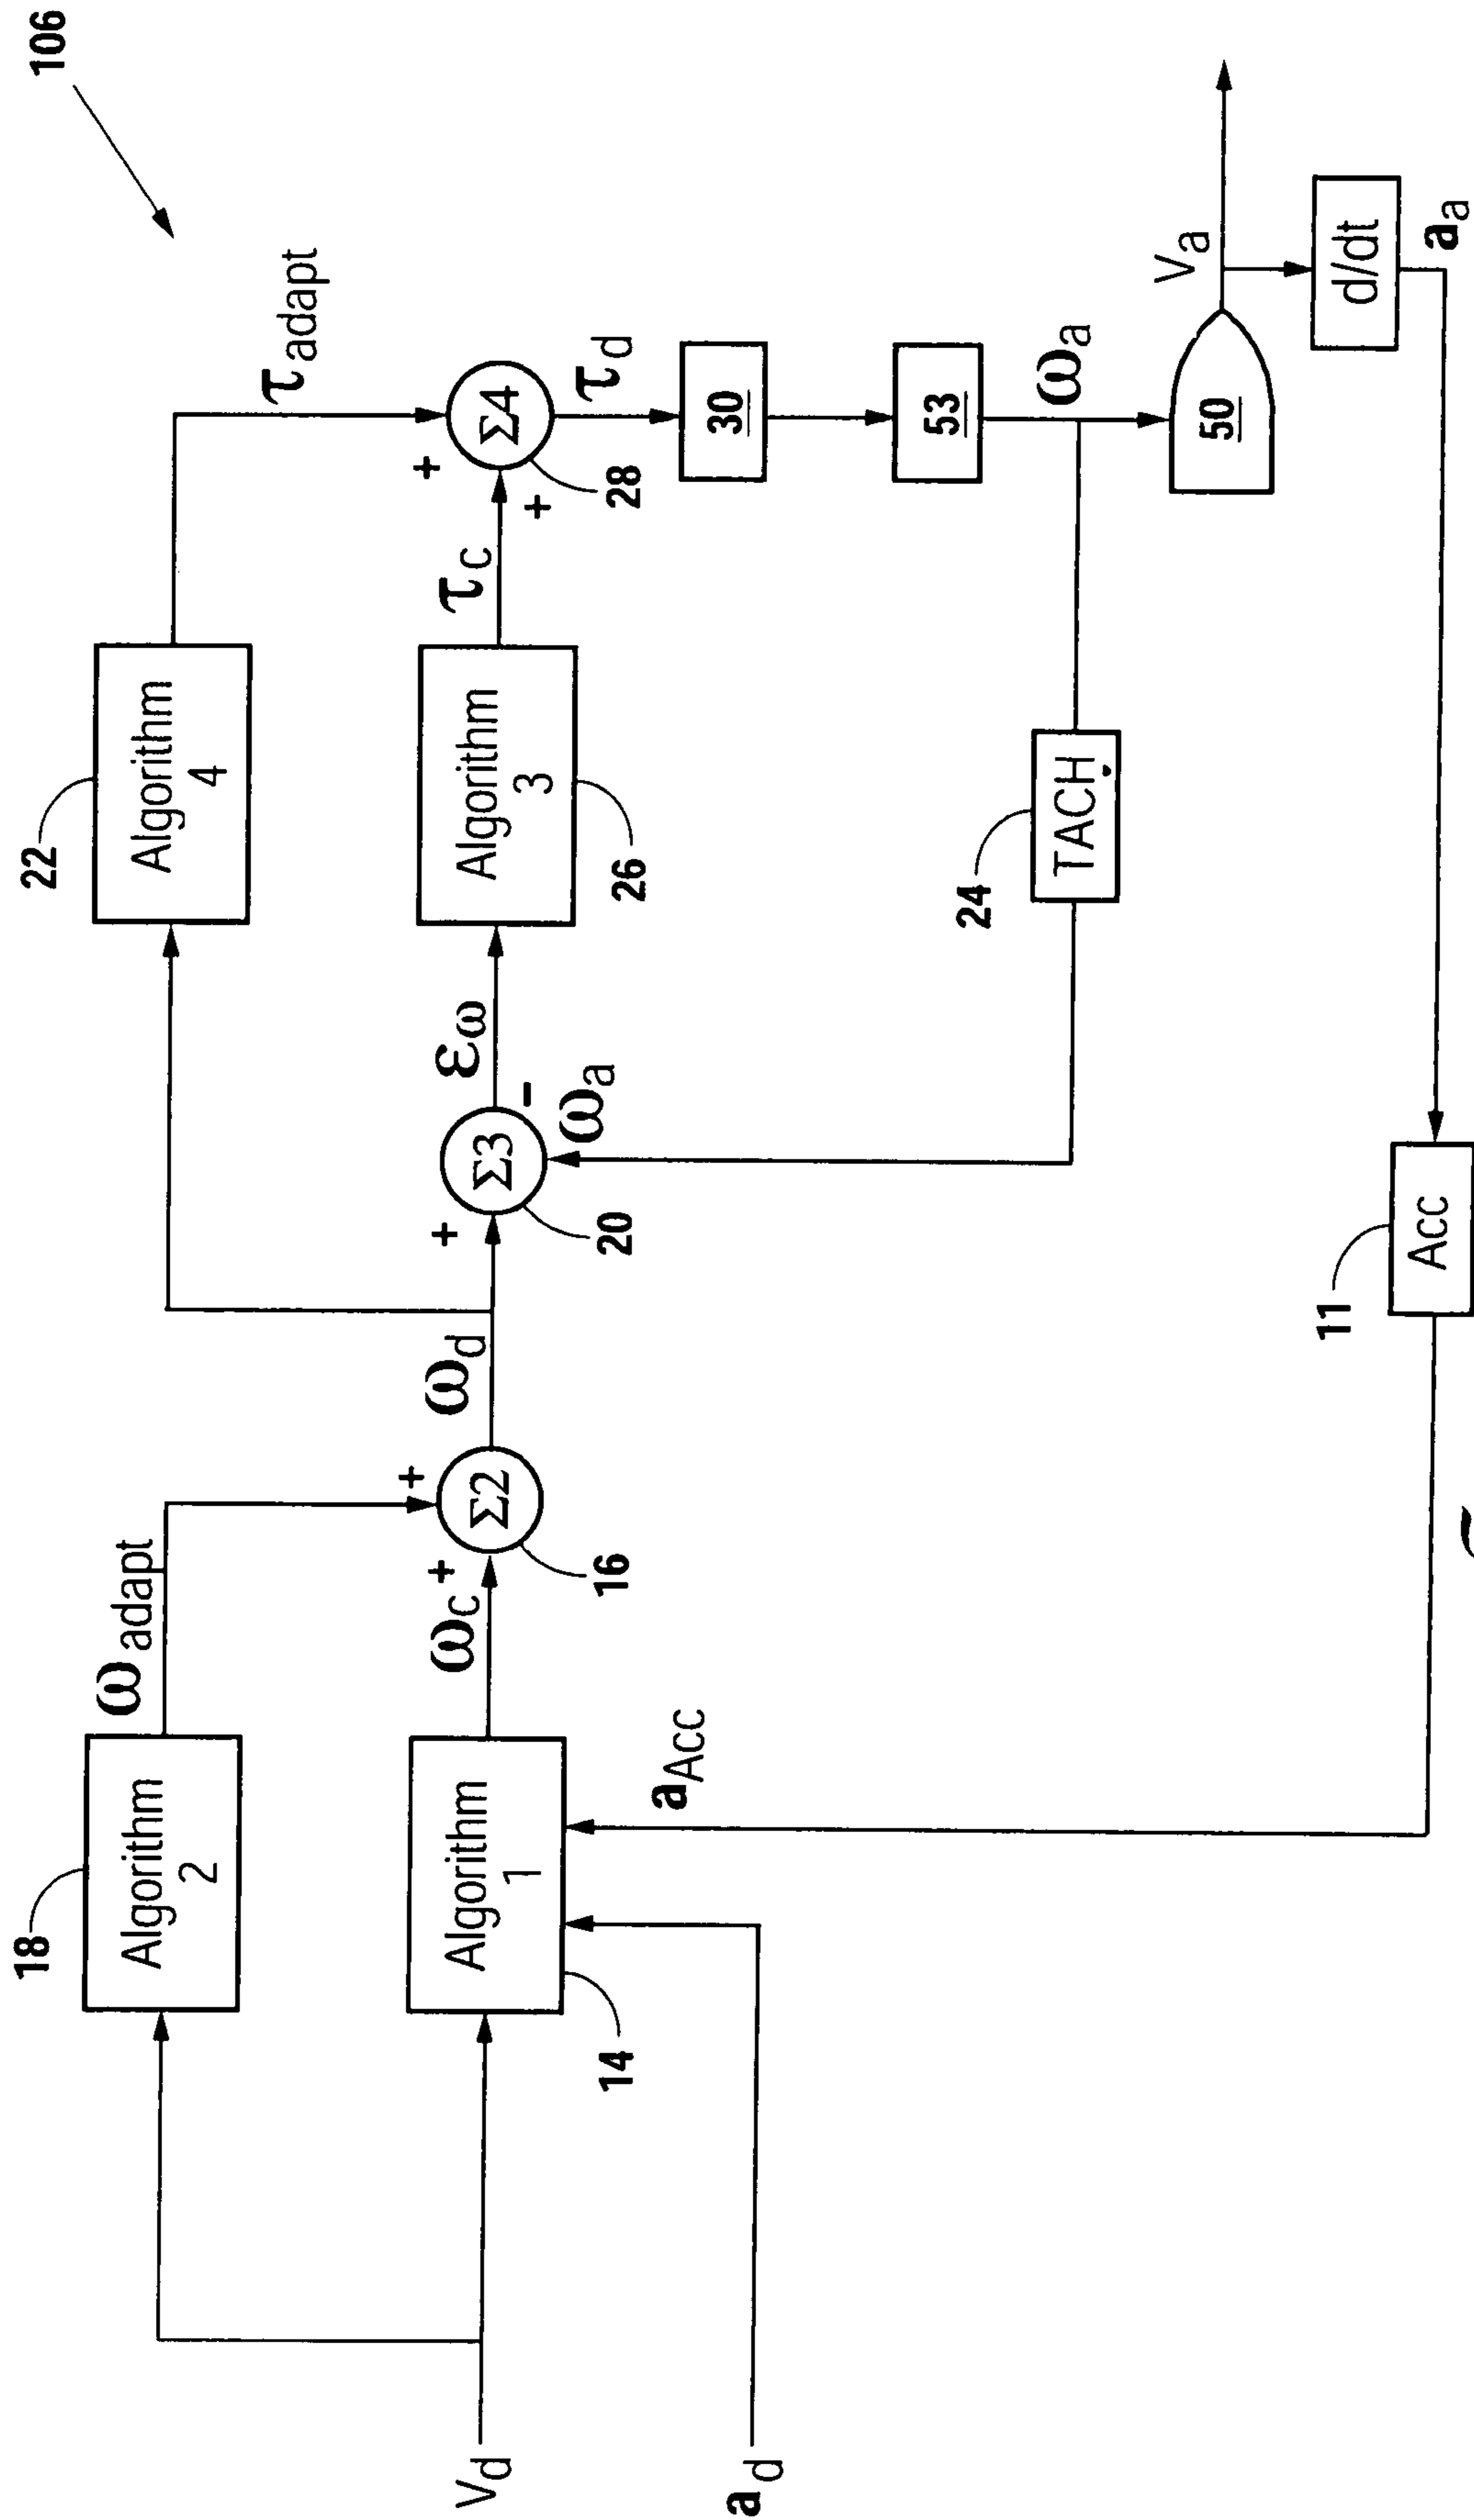 106
22
Algorithm
4
τadapt
18
Algorithm
2
ωadapt
Vd
Algorithm
1
14
ωc
+
+
Σ2
16
ωd
+
Σ3
-
20
εω
ωa
Algorithm
3
26
τc
+
+
Σ4
28
τd
30
53
ωa
24
TACH.
50
Va
d/dt
aa
ad
aAcc
11
Acc